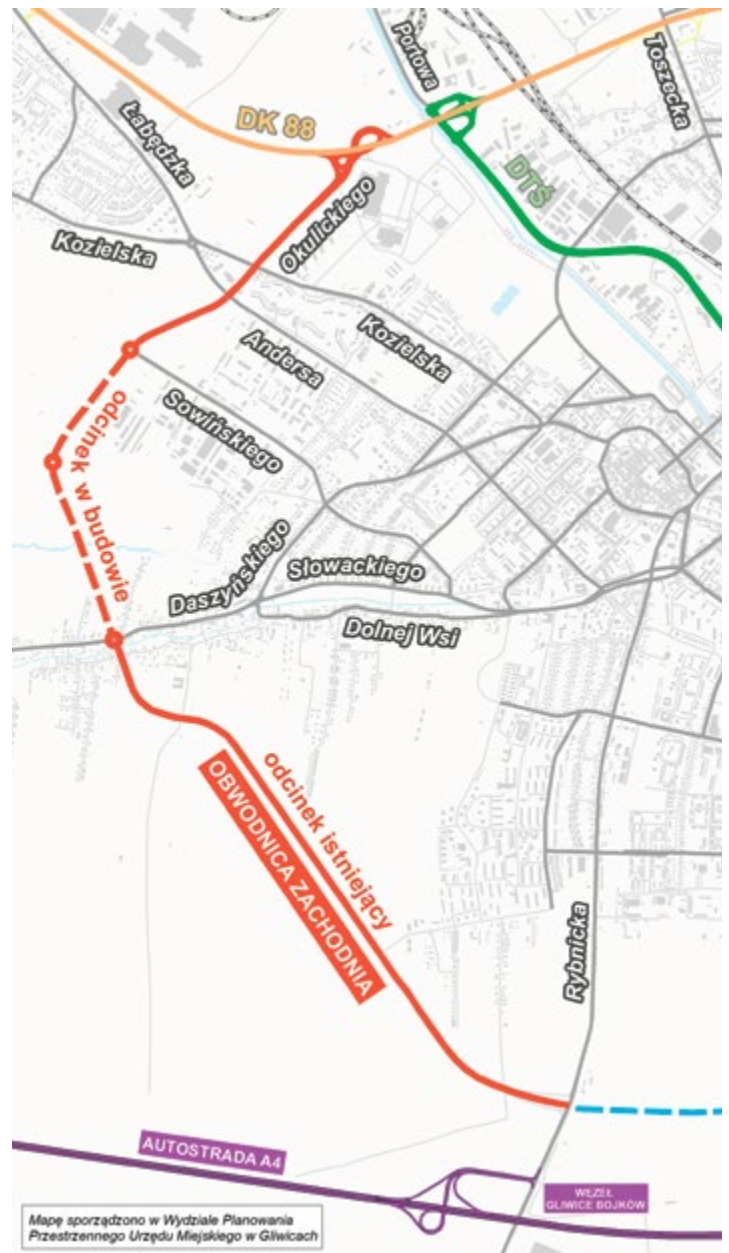 Portowa
Toszecka
DK 88
Łabędzka
DTŚ
Okulickiego
Kozielska
Kozielska
Andersa
Sowińskiego
odcinek w budowie
Daszyńskiego
Słowackiego
Dolnej Wsi
odcinek istniejący
OBWODNICA ZACHODNIA
Rybnicka
AUTOSTRADA A4
WĘZEŁ
GLIWICE BOJKÓW
Mapę sporządzono w Wydziale Planowania
Przestrzennego Urzędu Miejskiego w Gliwicach